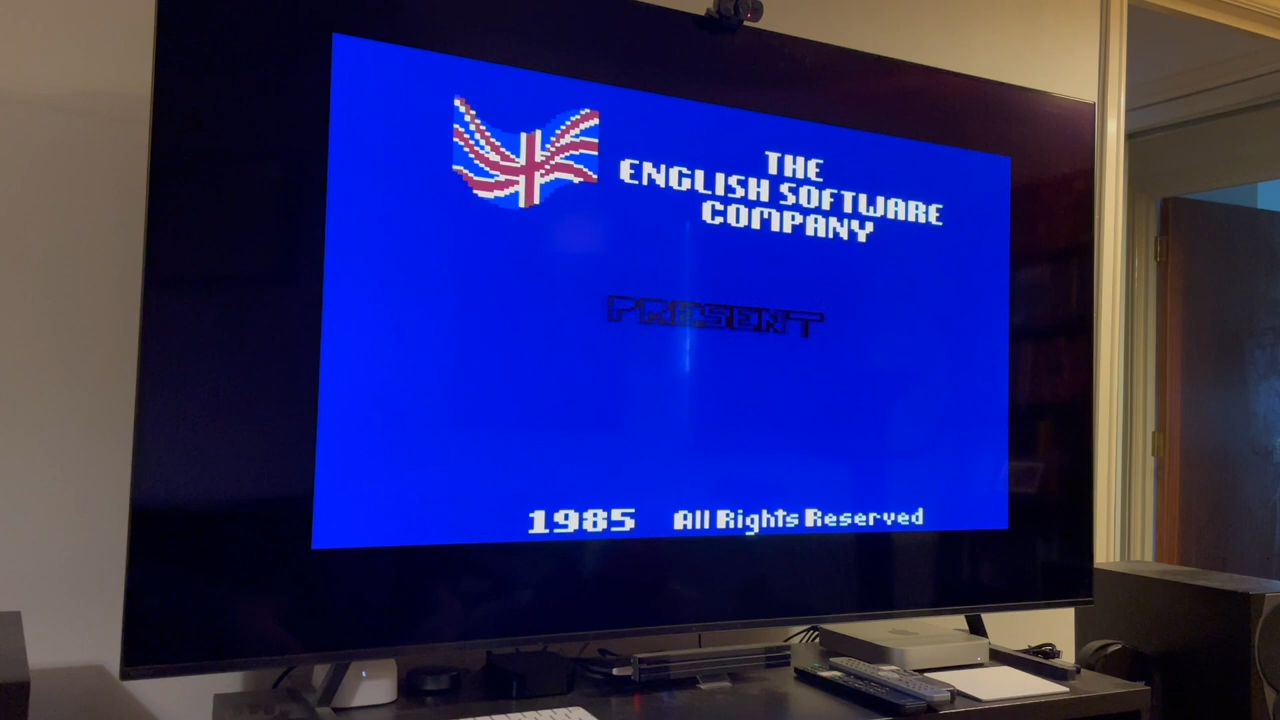 THE
ENGLISH SOFTWARE
COMPANY
PRESENT
1985 All Rights Reserved